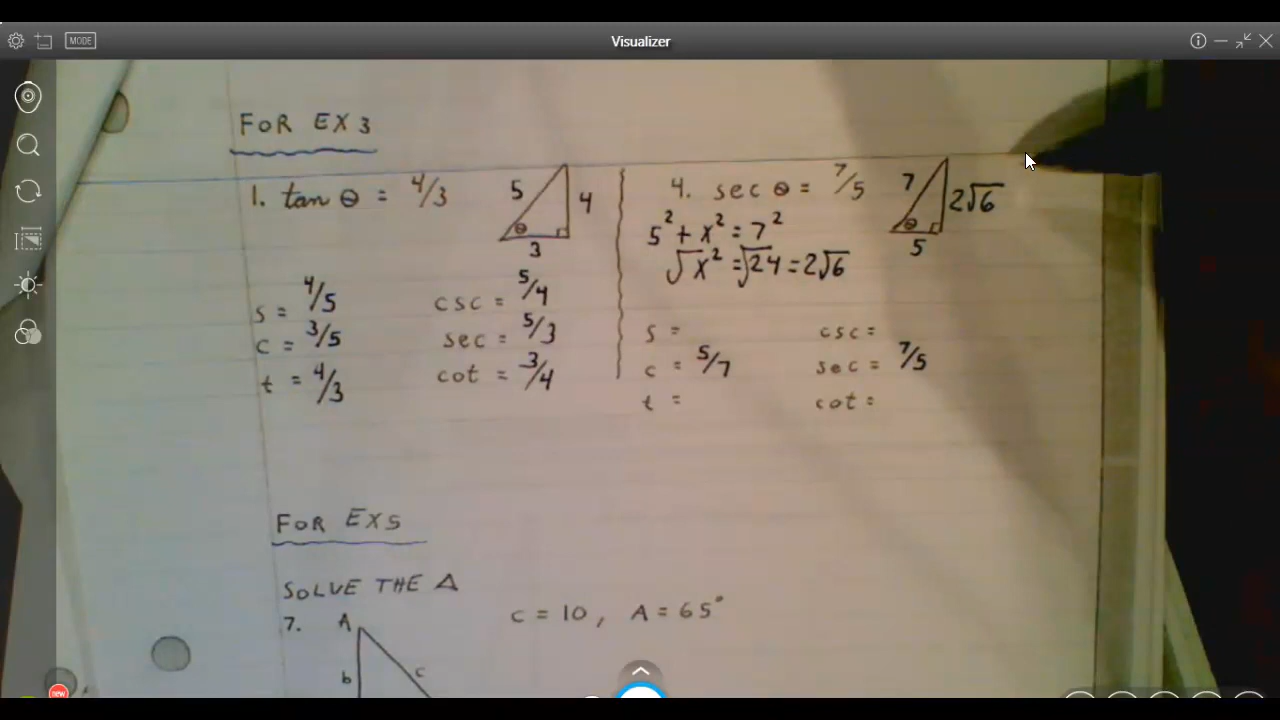 MODE
Visualizer
FOR EX 3
1. tan θ = 4/3
5
4
θ
3
s = 4/5
csc = 5/4
c = 3/5
sec = 5/3
t = 4/3
cot = 3/4
4. sec θ = 7/5
7
2√6
θ
5
5² + x² = 7²
√x² = √24 = 2√6
s =
csc =
c = 5/7
sec = 7/5
t =
cot =
FOR EX5
SOLVE THE Δ
7.
A
b
c
c = 10, A = 65°
new